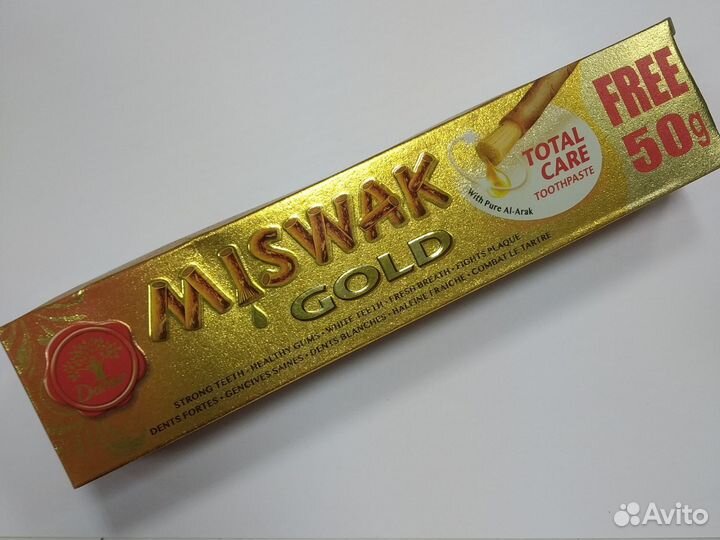 MISWAK
GOLD
STRONG TEETH • HEALTHY GUMS • WHITE TEETH • FRESH BREATH • FIGHTS PLAQUE
DENTS FORTES • GENCIVES SAINES • DENTS BLANCHES • HALEINE FRAICHE • COMBAT LE TARTRE
TOTAL
CARE
TOOTHPASTE
With Pure Al-Arak
FREE
50g
Dabur
Avito